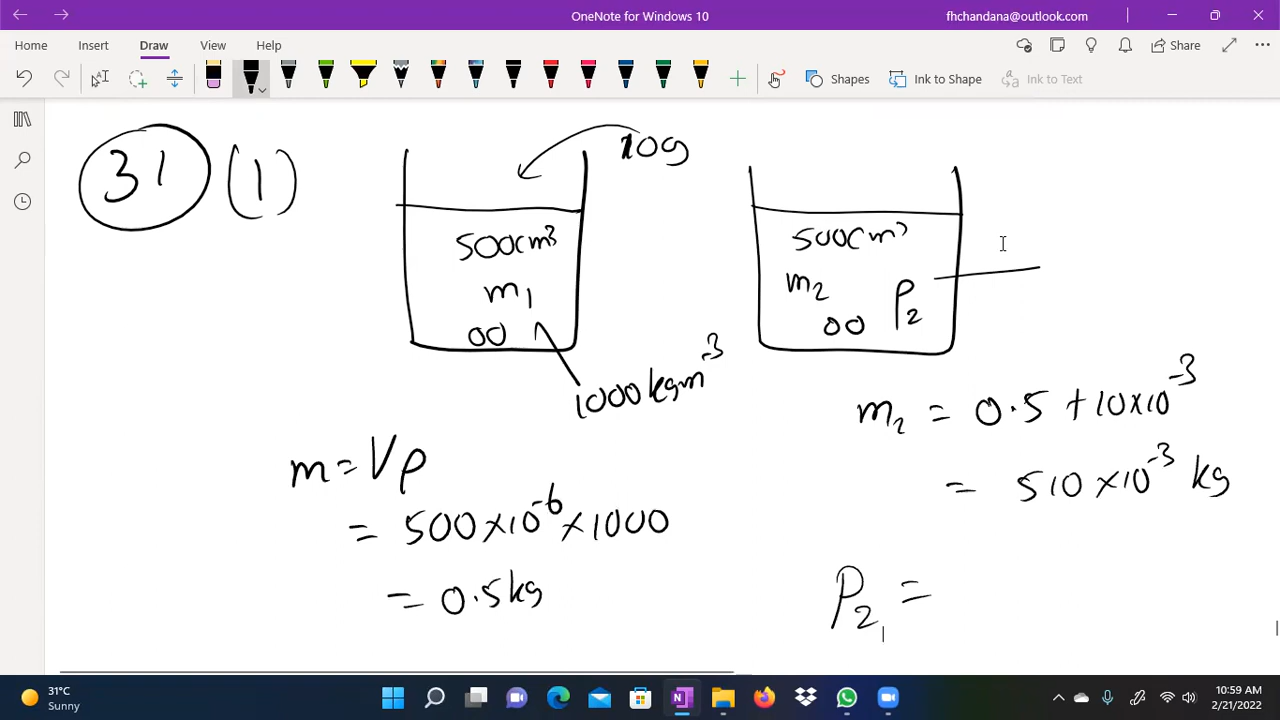 OneNote for Windows 10
fhchandana@outlook.com
Home Insert Draw View Help
Share
Shapes
Ink to Shape
Ink to Text
31 (1)
10g
500cm³
m₁
00
1000kgm⁻³
500cm³
m₂ ρ₂
00
m = Vρ
= 500×10⁻⁶×1000
= 0.5kg
m₂ = 0.5 + 10×10⁻³
= 510×10⁻³ kg
ρ₂ =
31°C
Sunny
10:59 AM
2/21/2022